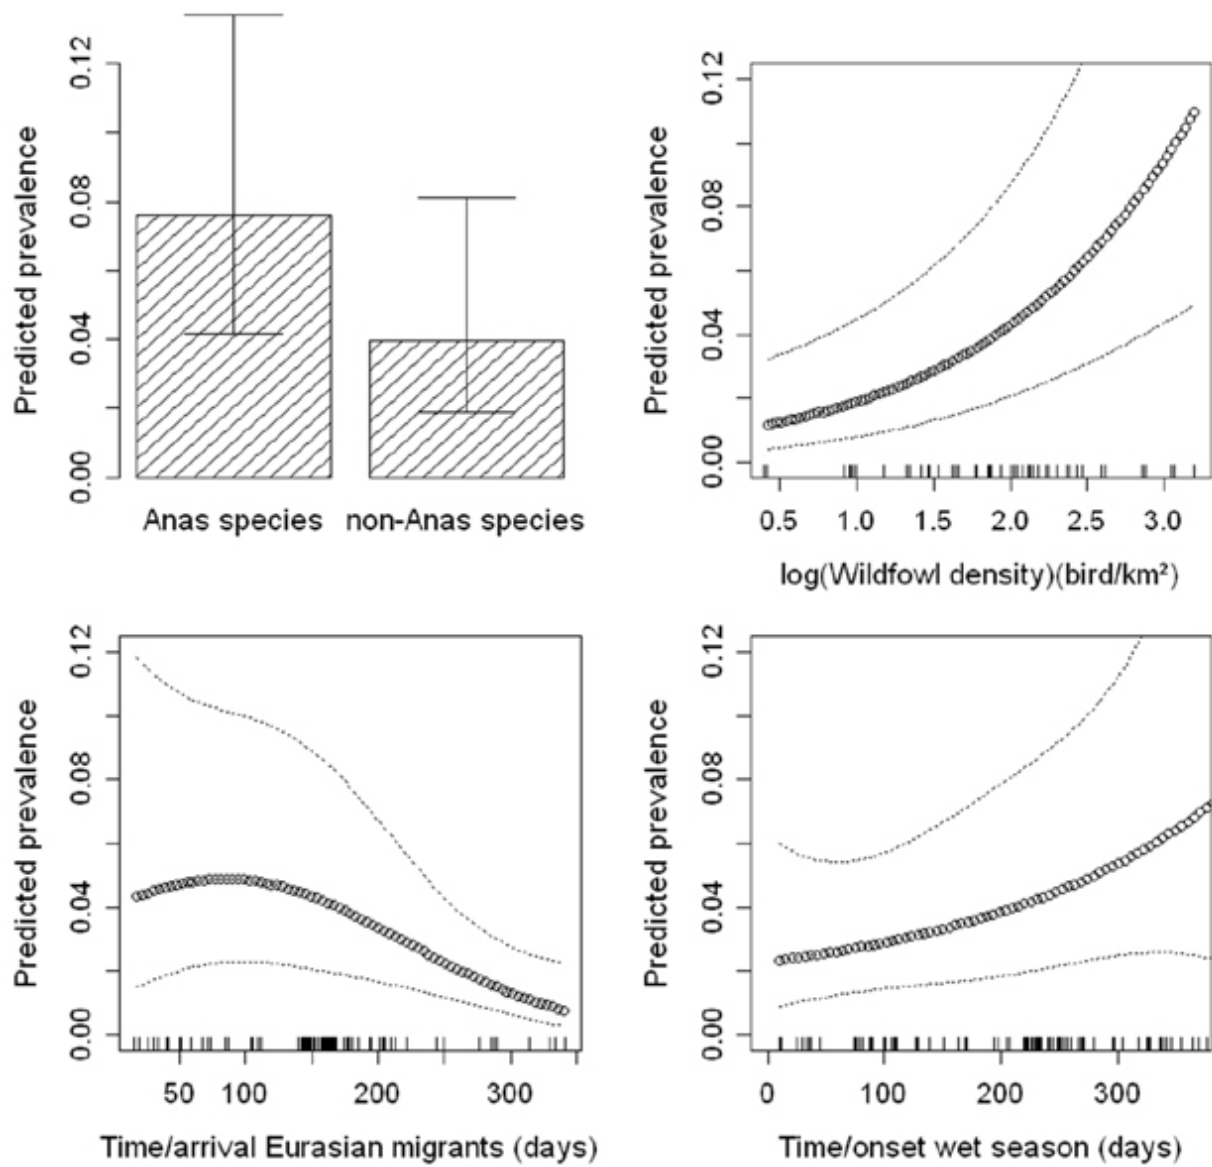 Predicted prevalence
0.00 0.04 0.08 0.12
Anas species non-Anas species
Predicted prevalence
0.00 0.04 0.08 0.12
0.5 1.0 1.5 2.0 2.5 3.0
log(Wildfowl density)(bird/km²)
Predicted prevalence
0.00 0.04 0.08 0.12
50 100 200 300
Time/arrival Eurasian migrants (days)
Predicted prevalence
0.00 0.04 0.08 0.12
0 100 200 300
Time/onset wet season (days)